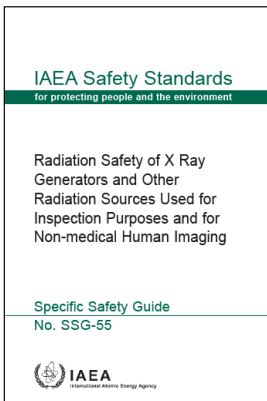 IAEA Safety Standards
for protecting people and the environment
Radiation Safety of X Ray
Generators and Other
Radiation Sources Used for
Inspection Purposes and for
Non-medical Human Imaging
Specific Safety Guide
No. SSG-55
IAEA
International Atomic Energy Agency